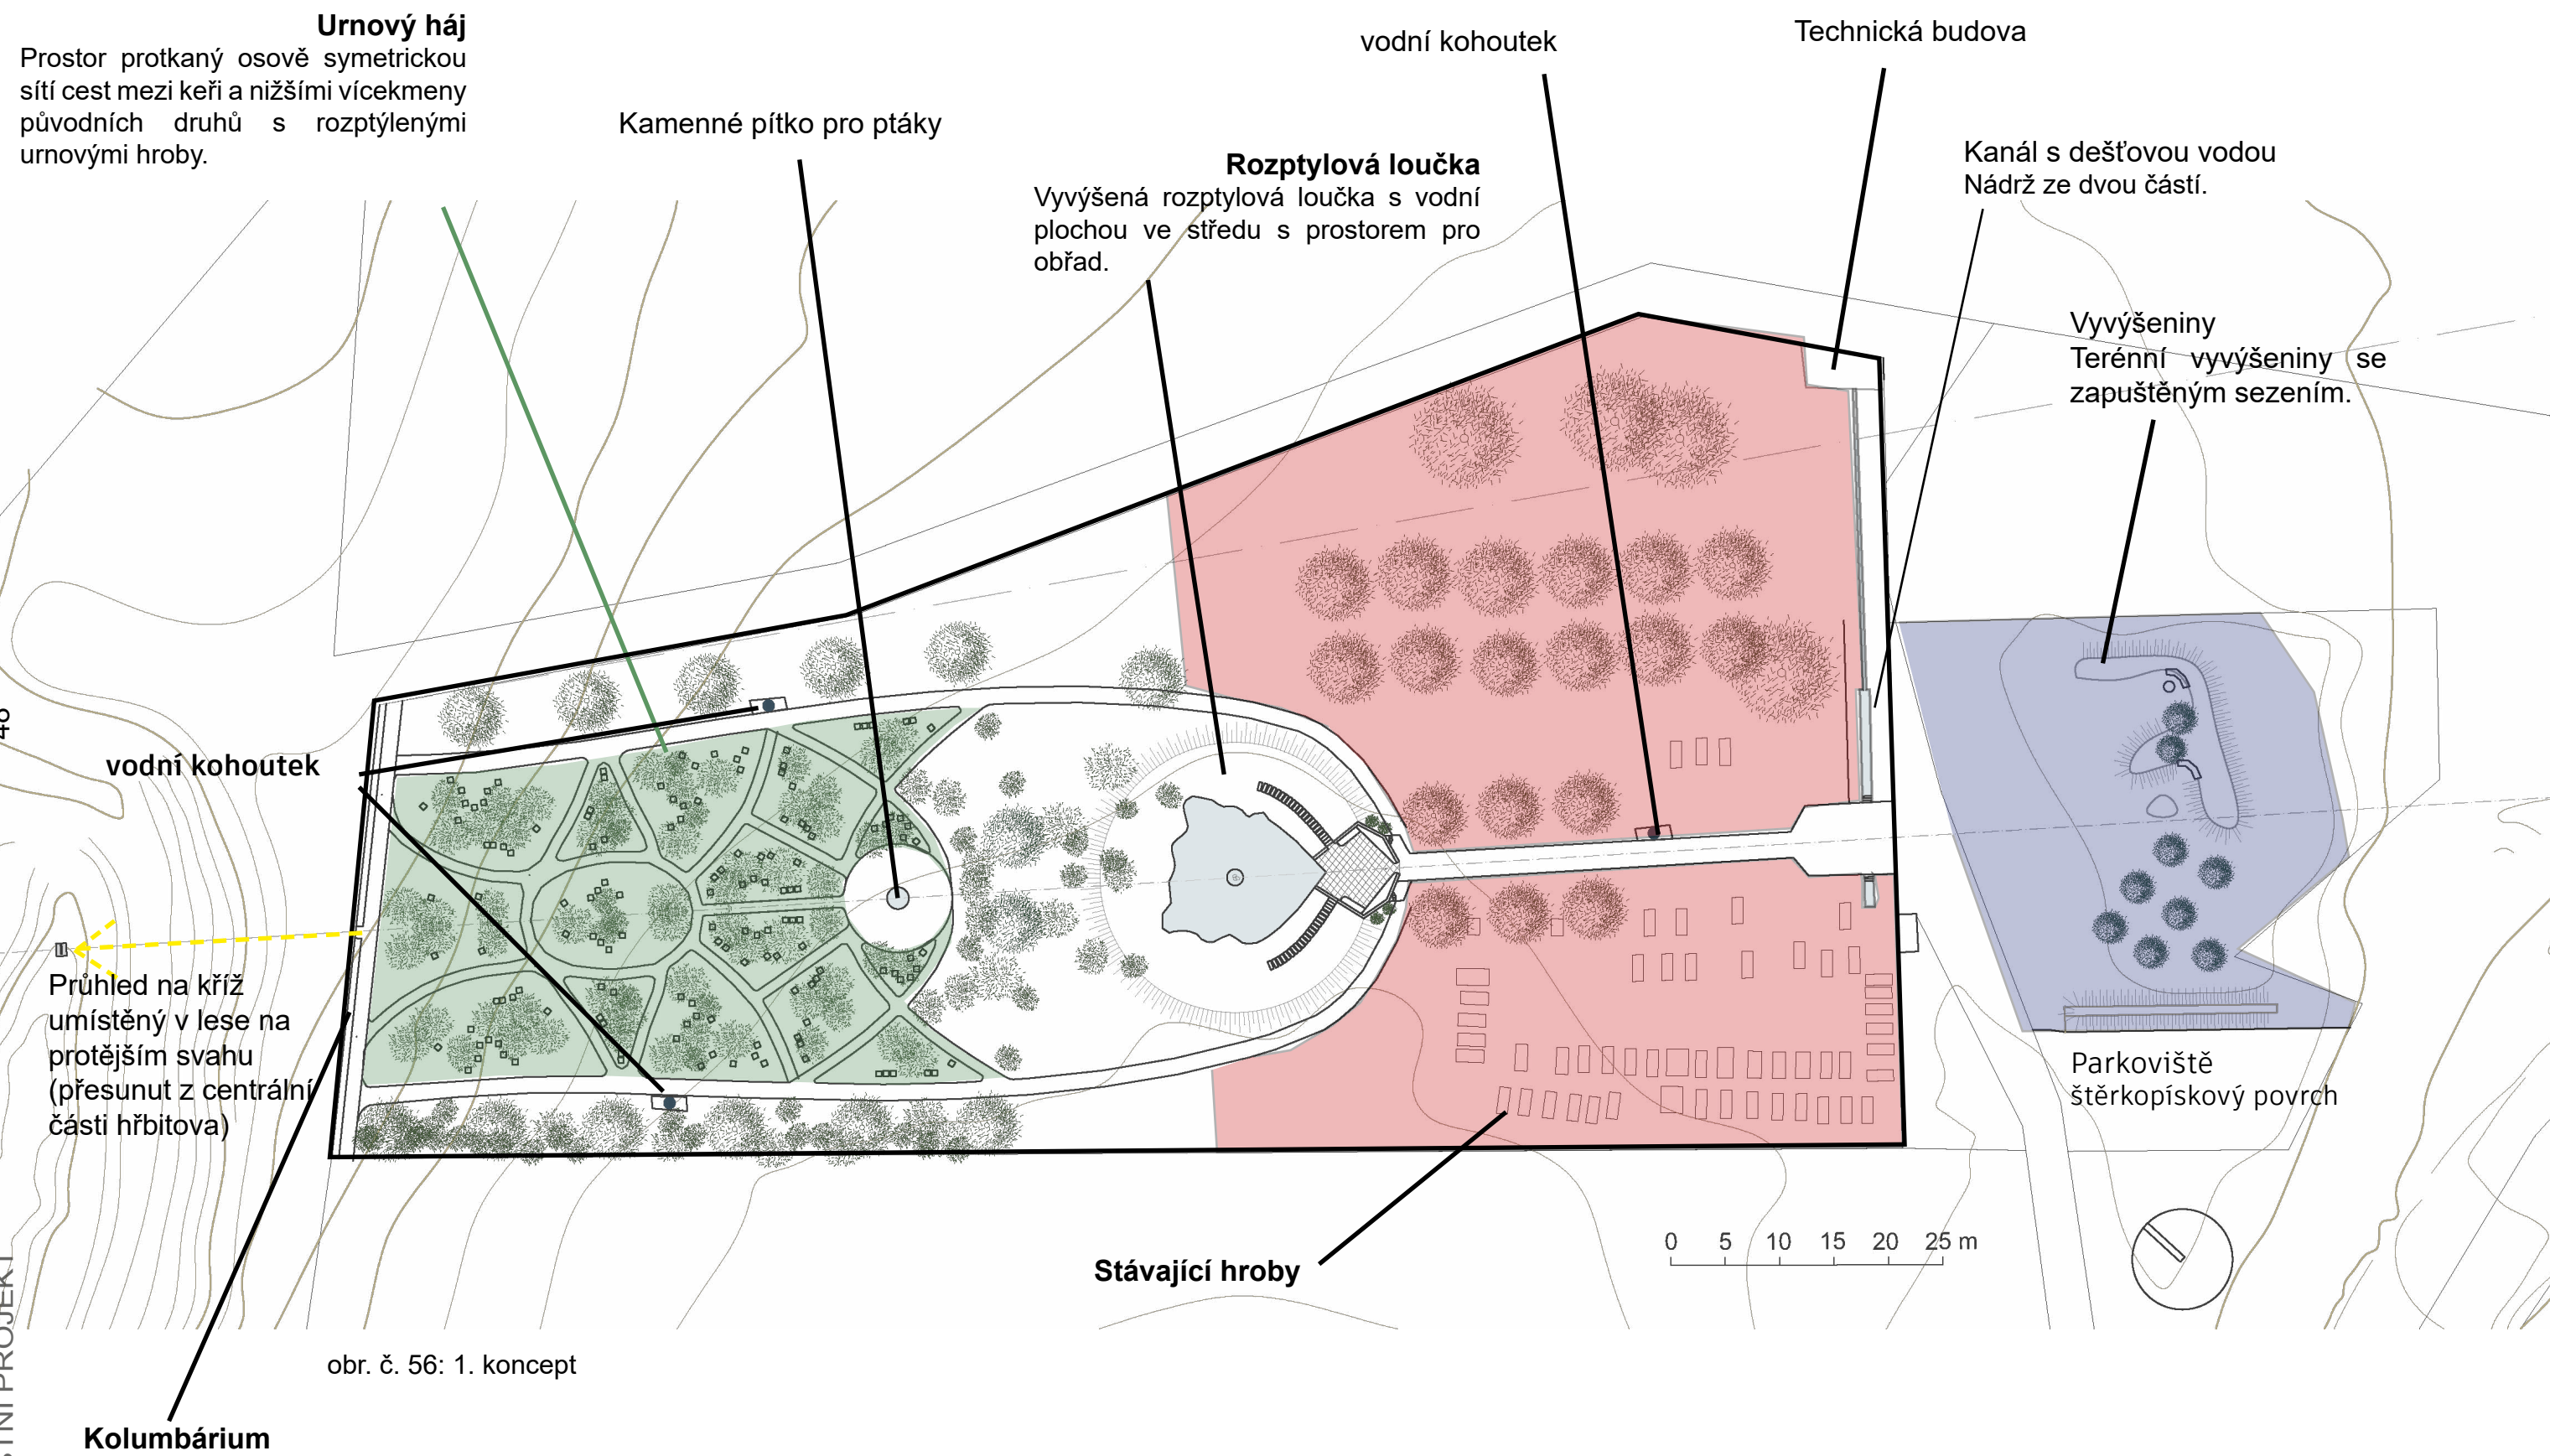 Urnový háj
Prostor protkaný osově symetrickou
sítí cest mezi keři a nižšími vícekmeny
původních druhů s rozptýlenými
urnovými hroby.
Kamenné pítko pro ptáky
Rozptylová loučka
Vyvýšená rozptylová loučka s vodní
plochou ve středu s prostorem pro
obřad.
vodní kohoutek
Technická budova
Kanál s dešťovou vodou
Nádrž ze dvou částí.
Vyvýšeniny
Terénní vyvýšeniny se
zapuštěným sezením.
vodní kohoutek
Průhled na kříž
umístěný v lese na
protějším svahu
(přesunut z centrální
části hřbitova)
Parkoviště
štěrkopískový povrch
Stávající hroby
0 5 10 15 20 25 m
obr. č. 56: 1. koncept
Kolumbárium
PROJEKT